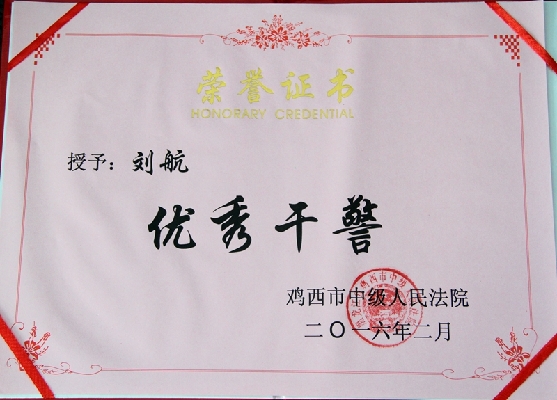 荣誉证书
HONORARY CREDENTIAL
授予：刘航
优秀干警
鸡西市中级人民法院
二〇一六年二月